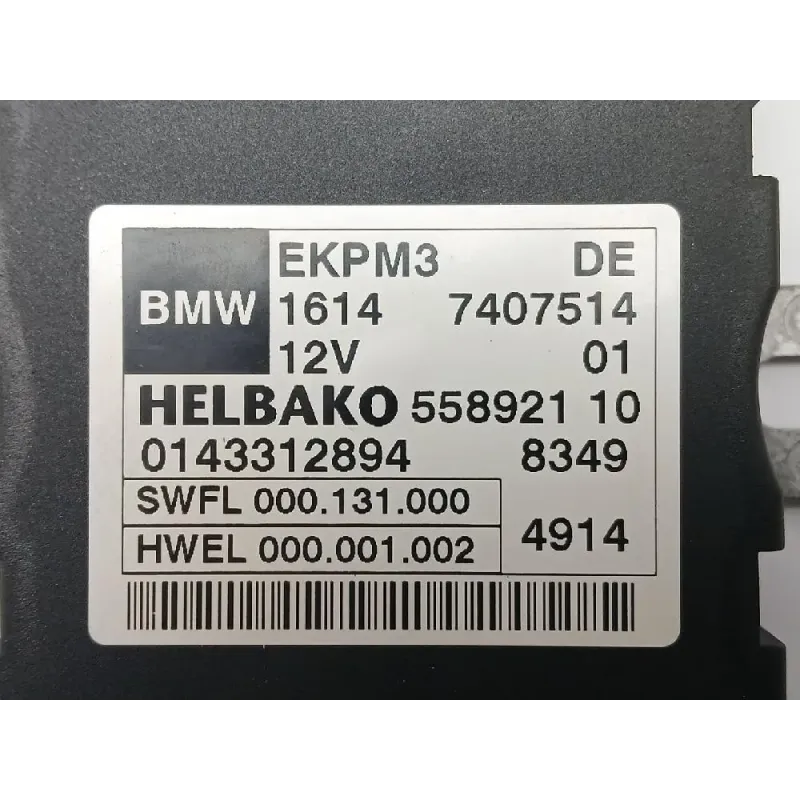 EKPM3 DE
BMW 1614 7407514
12V 01
HELBAKO 558921 10
0143312894 8349
SWFL 000.131.000
HWEL 000.001.002 4914